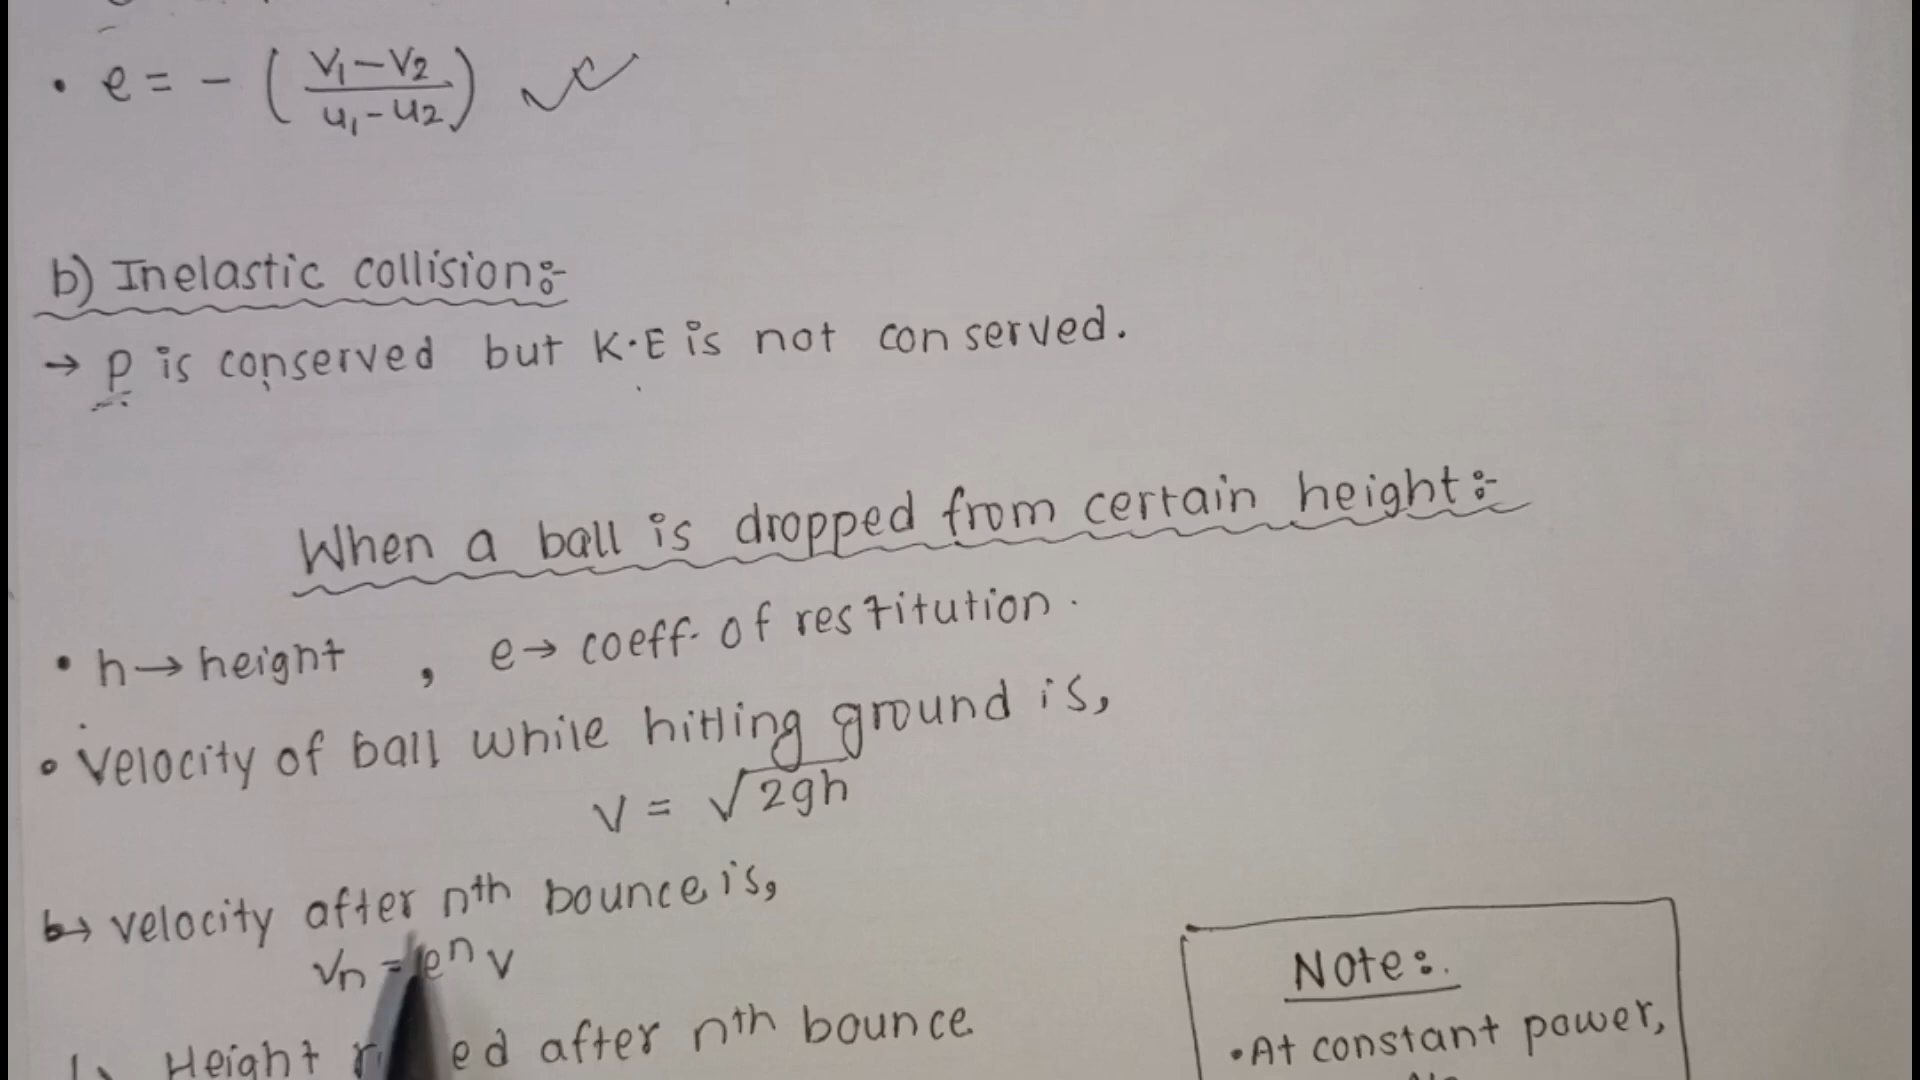 • e = - (v₁-v₂ / u₁-u₂)
b) Inelastic collision:-
→ p is conserved but K.E is not conserved.
When a ball is dropped from certain height:-
• h → height , e → coeff. of restitution.
• Velocity of ball while hitting ground is,
v = √2gh
↳ velocity after nth bounce is,
vn = eⁿ v
Height after nth bounce
Note:.
• At constant power,